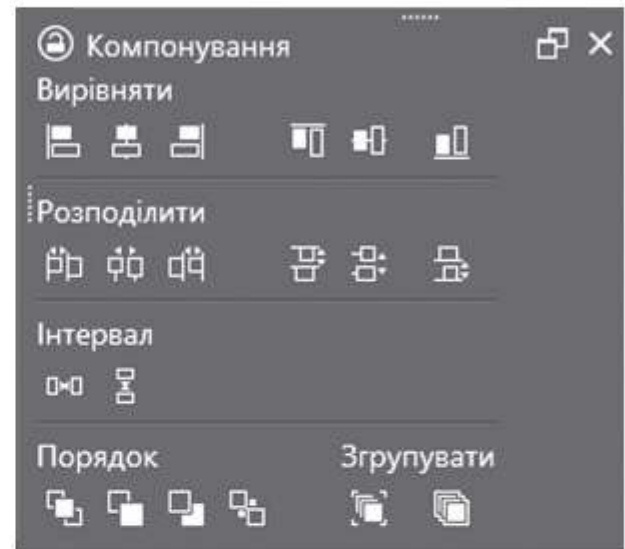 Компонування
Вирівняти
Розподілити
Інтервал
Порядок Згрупувати